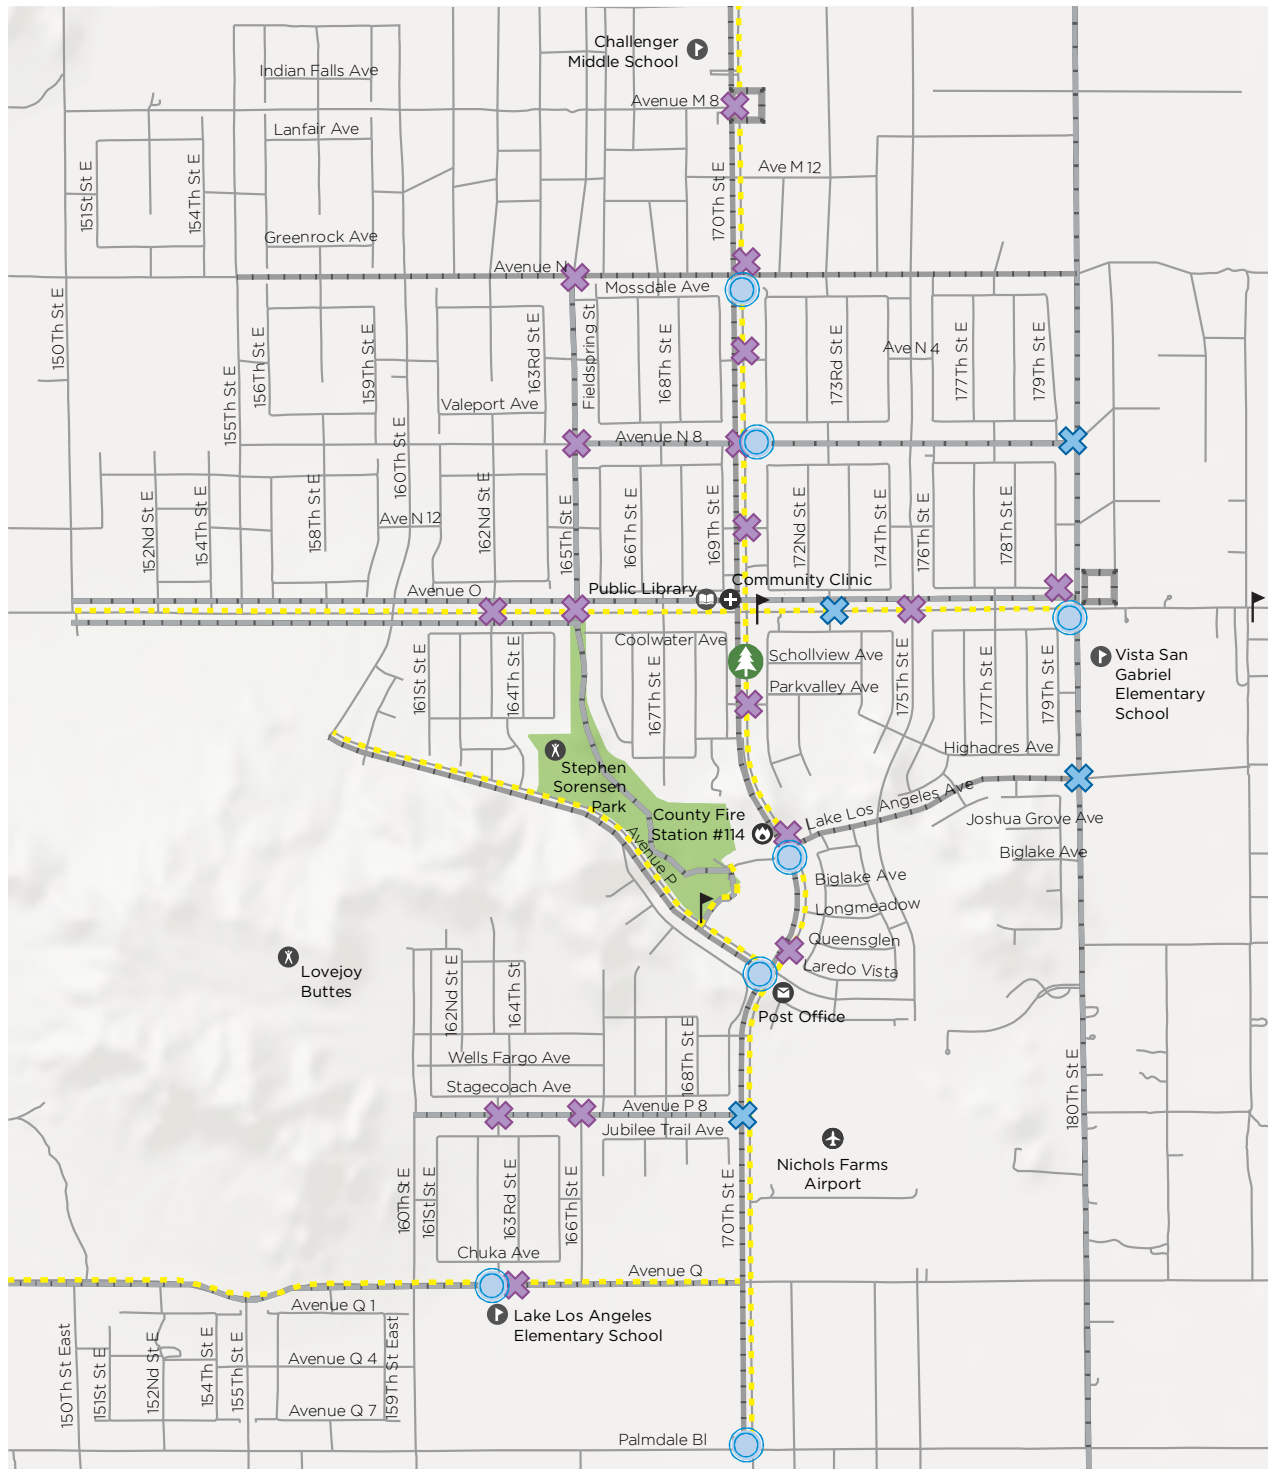 Challenger
Middle School
Indian Falls Ave
Avenue M 8
Lanfair Ave
Ave M 12
151St St E
154Th St E
170Th St E
Greenrock Ave
Avenue N
Mossdale Ave
150Th St E
156Th St E
159Th St E
163Rd St E
Fieldspring St
168Th St E
173Rd St E
Ave N 4
177Th St E
179Th St E
155Th St E
Valeport Ave
160Th St E
Avenue N 8
152Nd St E
154Th St E
158Th St E
Ave N 12
162Nd St E
165Th St E
166Th St E
169Th St E
172Nd St E
174Th St E
176Th St E
178Th St E
Avenue O
Public Library
Community Clinic
Coolwater Ave
Schollview Ave
Parkvalley Ave
161St St E
164Th St E
167Th St E
175Th St E
177Th St E
179Th St E
Vista San
Gabriel
Elementary
School
Highacres Ave
Stephen
Sorensen
Park
County Fire
Station #114
Lake Los Angeles Ave
Joshua Grove Ave
Avenue P
Biglake Ave
Biglake Ave
Longmeadow
Queensglen
Laredo Vista
Lovejoy
Buttes
162Nd St E
164Th St
Post Office
168Th St E
Wells Fargo Ave
Stagecoach Ave
180Th St E
Avenue P 8
Jubilee Trail Ave
160Th St E
161St St E
163Rd St E
166Th St E
170Th St E
Nichols Farms
Airport
Chuka Ave
Avenue Q
Avenue Q 1
Lake Los Angeles
Elementary School
150Th St East
151St St E
152Nd St E
154Th St E
155Th St E
159Th St East
Avenue Q 4
Avenue Q 7
Palmdale Bl